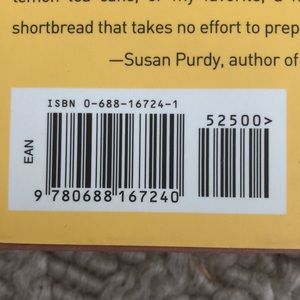 shortbread that takes no effort to prep
—Susan Purdy, author of
ISBN 0-688-16724-1
52500>
EAN
9 780688 167240